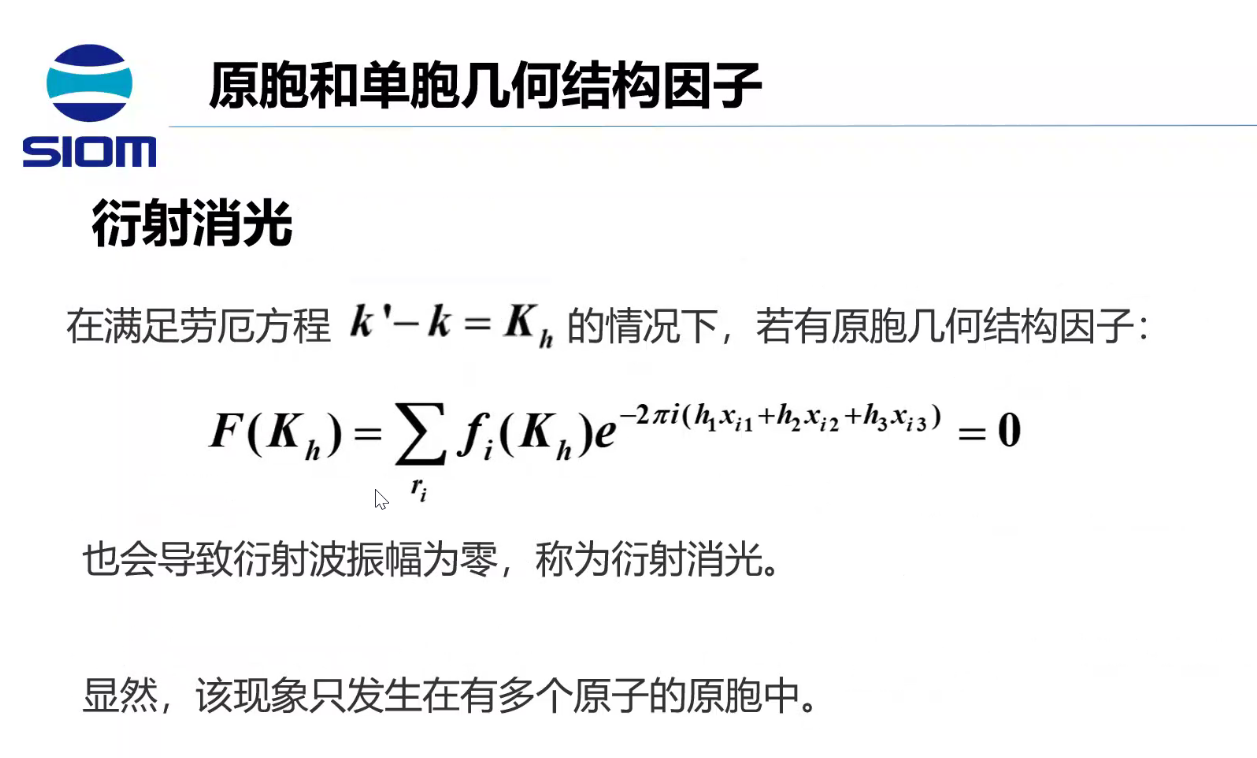 SIOM
原胞和单胞几何结构因子
衍射消光
在满足劳厄方程 k'− k = K_h 的情况下，若有原胞几何结构因子：
F(K_h) = ∑_{r_i} f_i(K_h)e^{−2πi(h_1x_{i1}+h_2x_{i2}+h_3x_{i3})} = 0
也会导致衍射波振幅为零，称为衍射消光。
显然，该现象只发生在有多个原子的原胞中。